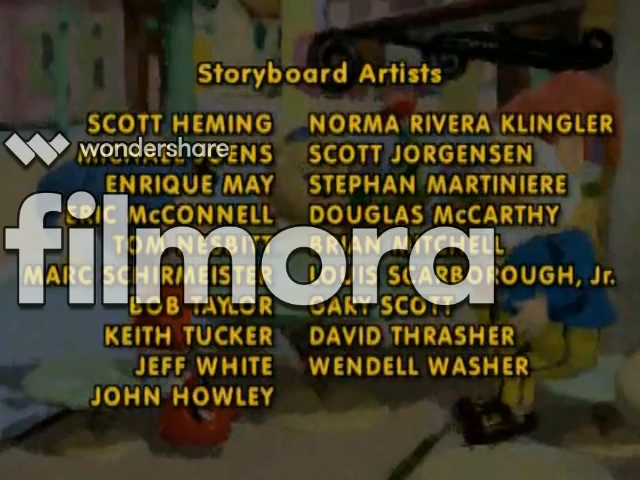 Storyboard Artists
SCOTT HEMING NORMA RIVERA KLINGLER
wondershare
SCOTT JORGENSEN
ENRIQUE MAY STEPHAN MARTINIERE
ERIC McCONNELL DOUGLAS McCARTHY
filmora
TOM NESBITT BRIAN MITCHELL
MARC SCHIRMEISTER LOUIS SCARBOROUGH, Jr.
BOB TAYLOR GARY SCOTT
KEITH TUCKER DAVID THRASHER
JEFF WHITE WENDELL WASHER
JOHN HOWLEY